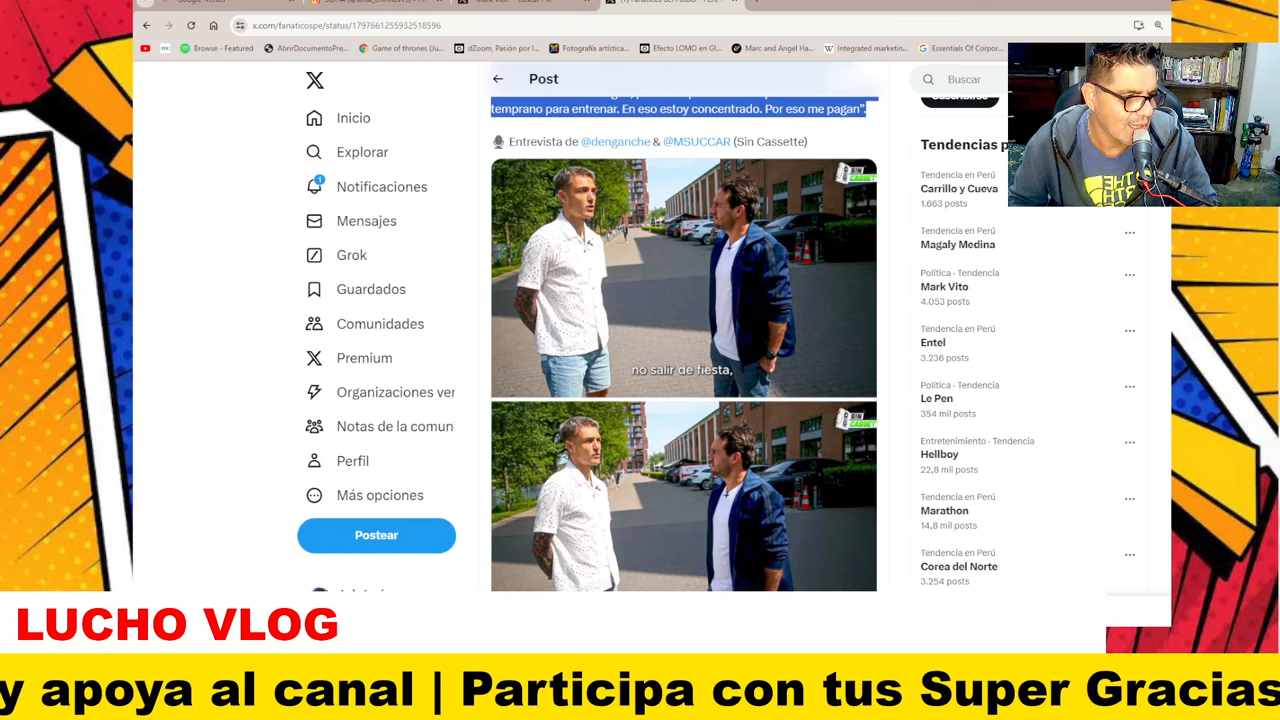 x.com/fanaticospe/status/1797661255932518596
Browse - Featured
AbrirDocumentoPre...
Game of thrones (Ju...
dZoom, Pasión por l...
Fotografía artística...
Efecto LOMO en Gl...
Marc and Angel Ha...
Integrated marketin...
Essentials Of Corpor...
Post
Buscar
Inicio
Explorar
1
Notificaciones
Mensajes
Grok
Guardados
Comunidades
Premium
Organizaciones ver
Notas de la comun
Perfil
Más opciones
Postear
temprano para entrenar. En eso estoy concentrado. Por eso me pagan".
Entrevista de @denganche & @MSUCCAR (Sin Cassette)
SIN
CASSET
no salir de fiesta,
SIN
CASSET
Tendencias p
Tendencia en Perú
Carrillo y Cueva
1.663 posts
Tendencia en Perú
Magaly Medina
Política · Tendencia
Mark Vito
4.053 posts
Tendencia en Perú
Entel
3.236 posts
Política · Tendencia
Le Pen
354 mil posts
Entretenimiento · Tendencia
Hellboy
22,8 mil posts
Tendencia en Perú
Marathon
14,8 mil posts
Tendencia en Perú
Corea del Norte
3.254 posts
LUCHO VLOG
y apoya al canal | Participa con tus Super Gracias